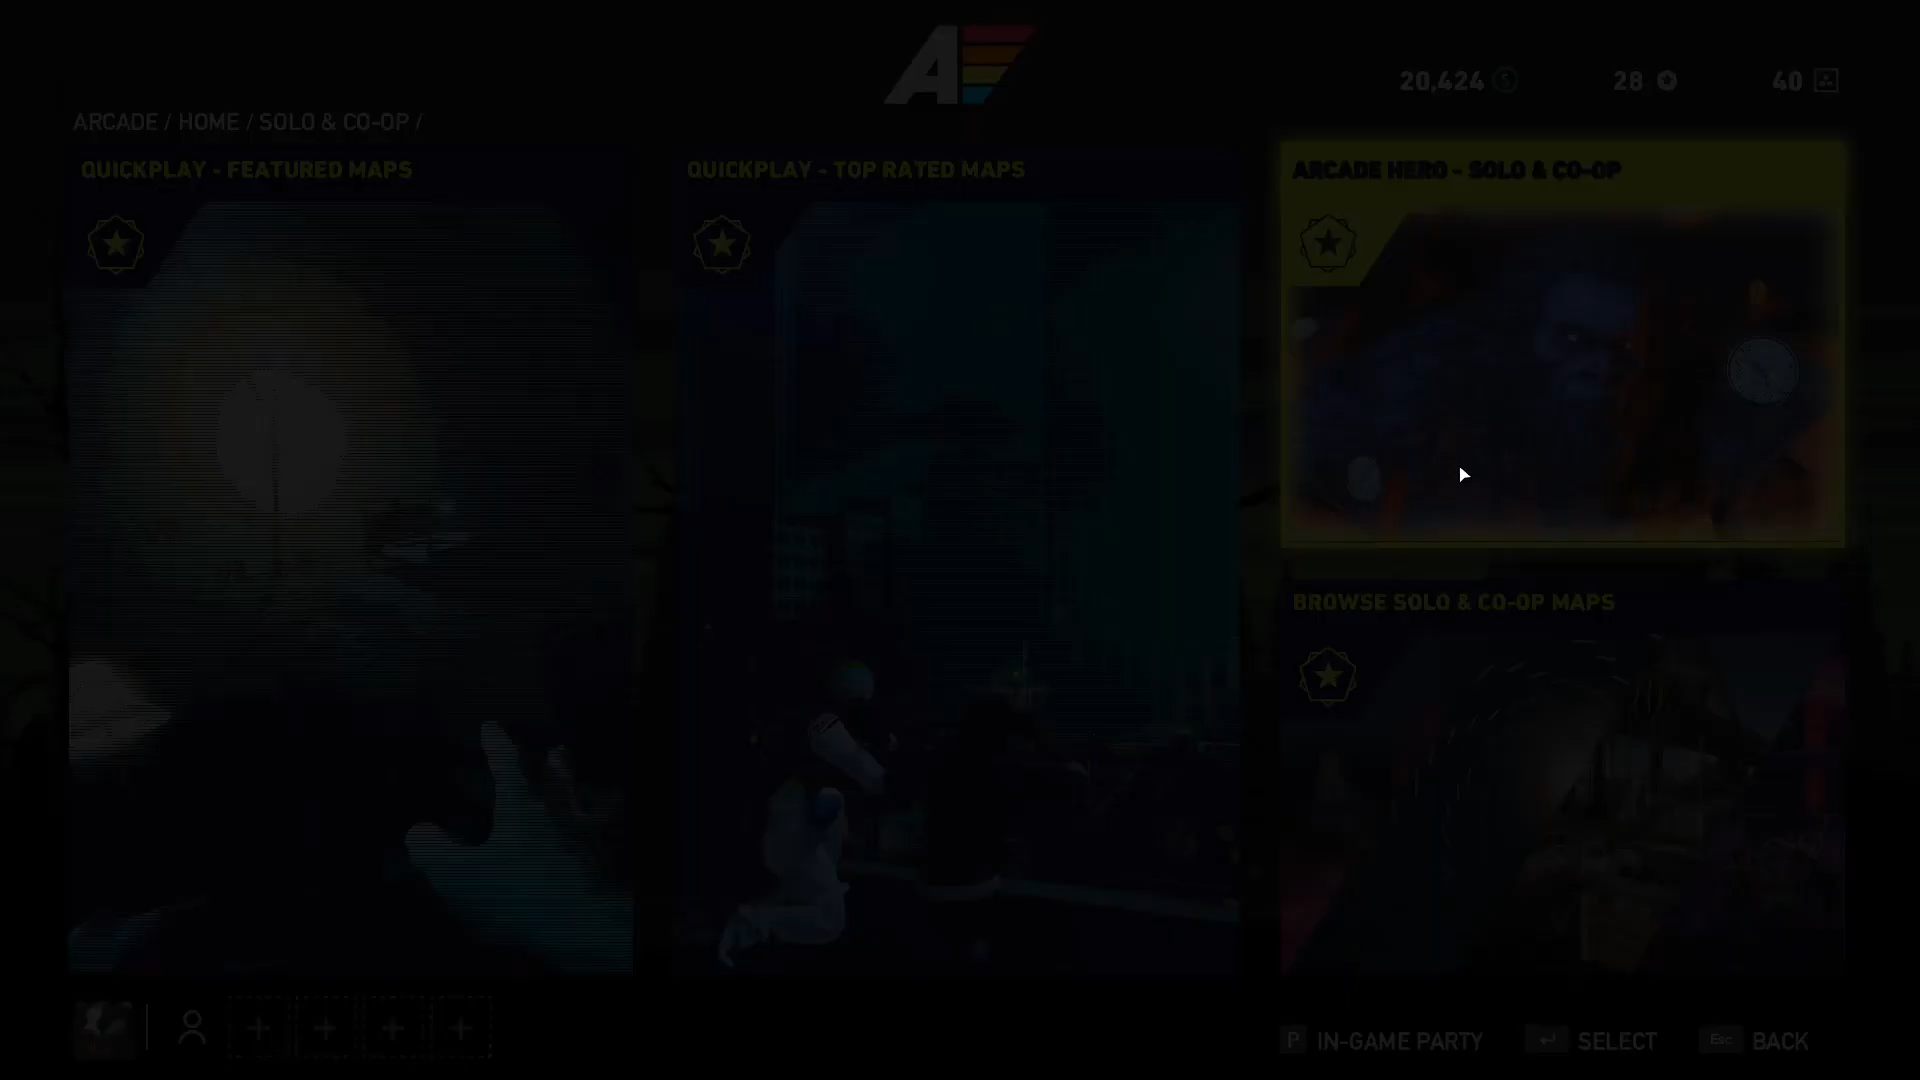 20,424
28
40
ARCADE / HOME / SOLO & CO-OP /
QUICKPLAY - FEATURED MAPS
QUICKPLAY - TOP RATED MAPS
ARCADE HERO - SOLO & CO-OP
BROWSE SOLO & CO-OP MAPS
P IN-GAME PARTY
SELECT
Esc BACK